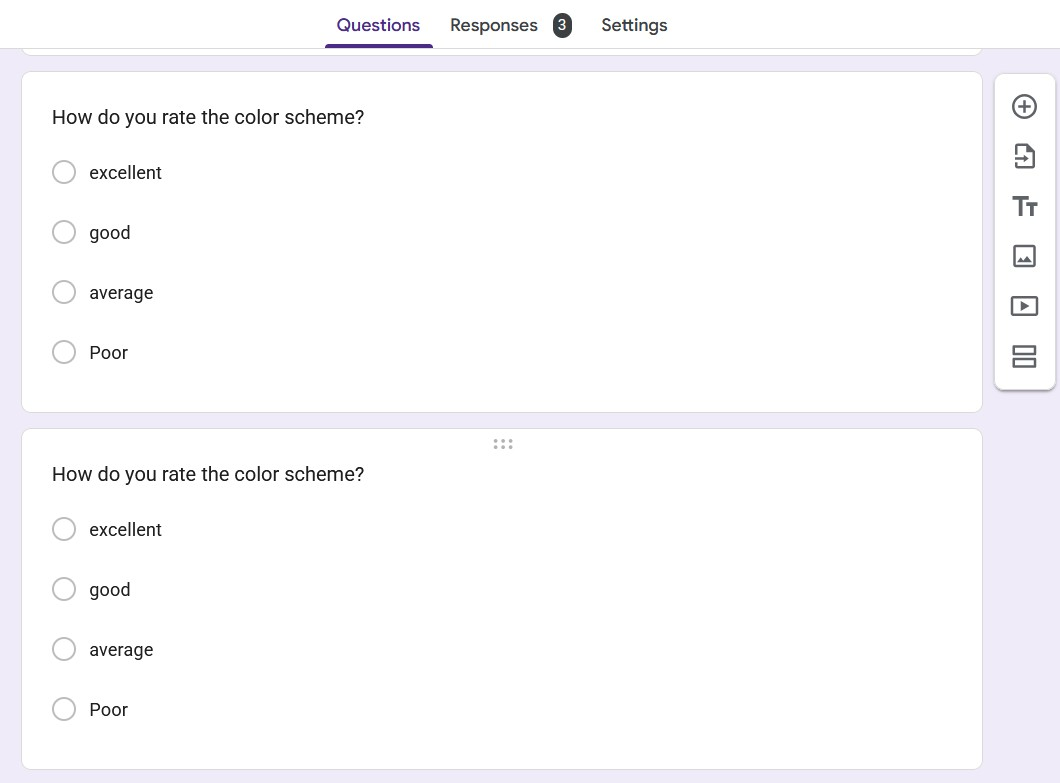 Questions Responses 3 Settings
How do you rate the color scheme?
excellent
good
average
Poor
How do you rate the color scheme?
excellent
good
average
Poor